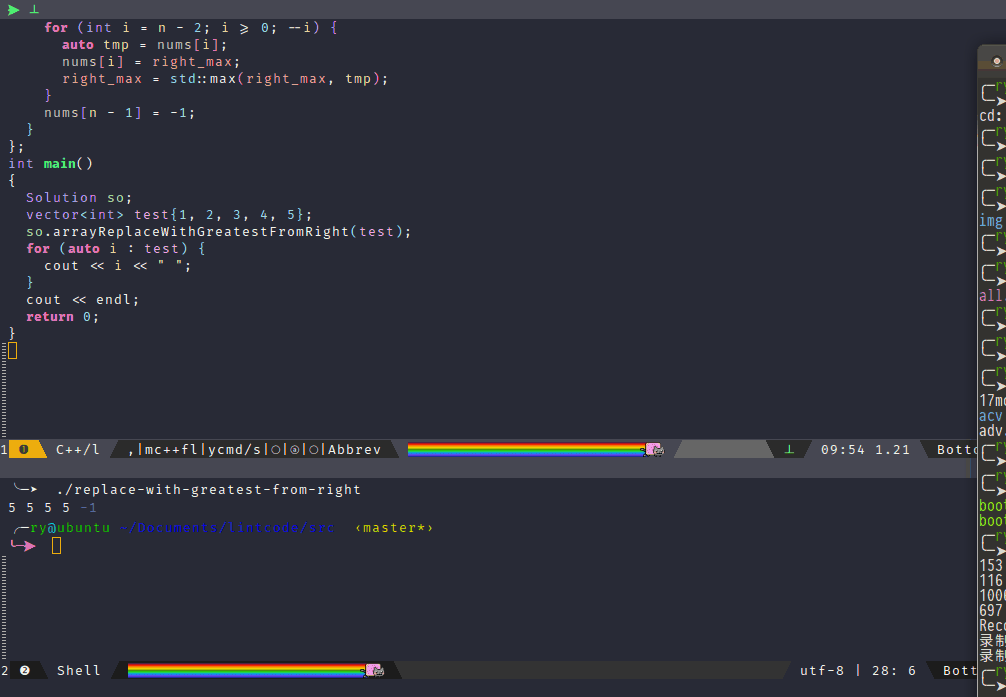 ⊥
for (int i = n - 2; i >= 0; --i) {
auto tmp = nums[i];
nums[i] = right_max;
right_max = std::max(right_max, tmp);
}
nums[n - 1] = -1;
}
};
int main()
{
Solution so;
vector<int> test{1, 2, 3, 4, 5};
so.arrayReplaceWithGreatestFromRight(test);
for (auto i : test) {
cout << i << " ";
}
cout << endl;
return 0;
}
1 ❶ C++/l ,|mc++fl|ycmd/s|○|ⓐ|○|Abbrev ⊥ 09:54 1.21 Botto
╰─➤ ./replace-with-greatest-from-right
5 5 5 5 -1
╭─ry@ubuntu ~/Documents/lintcode/src ‹master*›
╰─➤
2 ❷ Shell utf-8 | 28: 6 Bott
cd:
img
all
17mo
acv
adv
boo
boo
153
116
1006
697
Reco
录制
录制